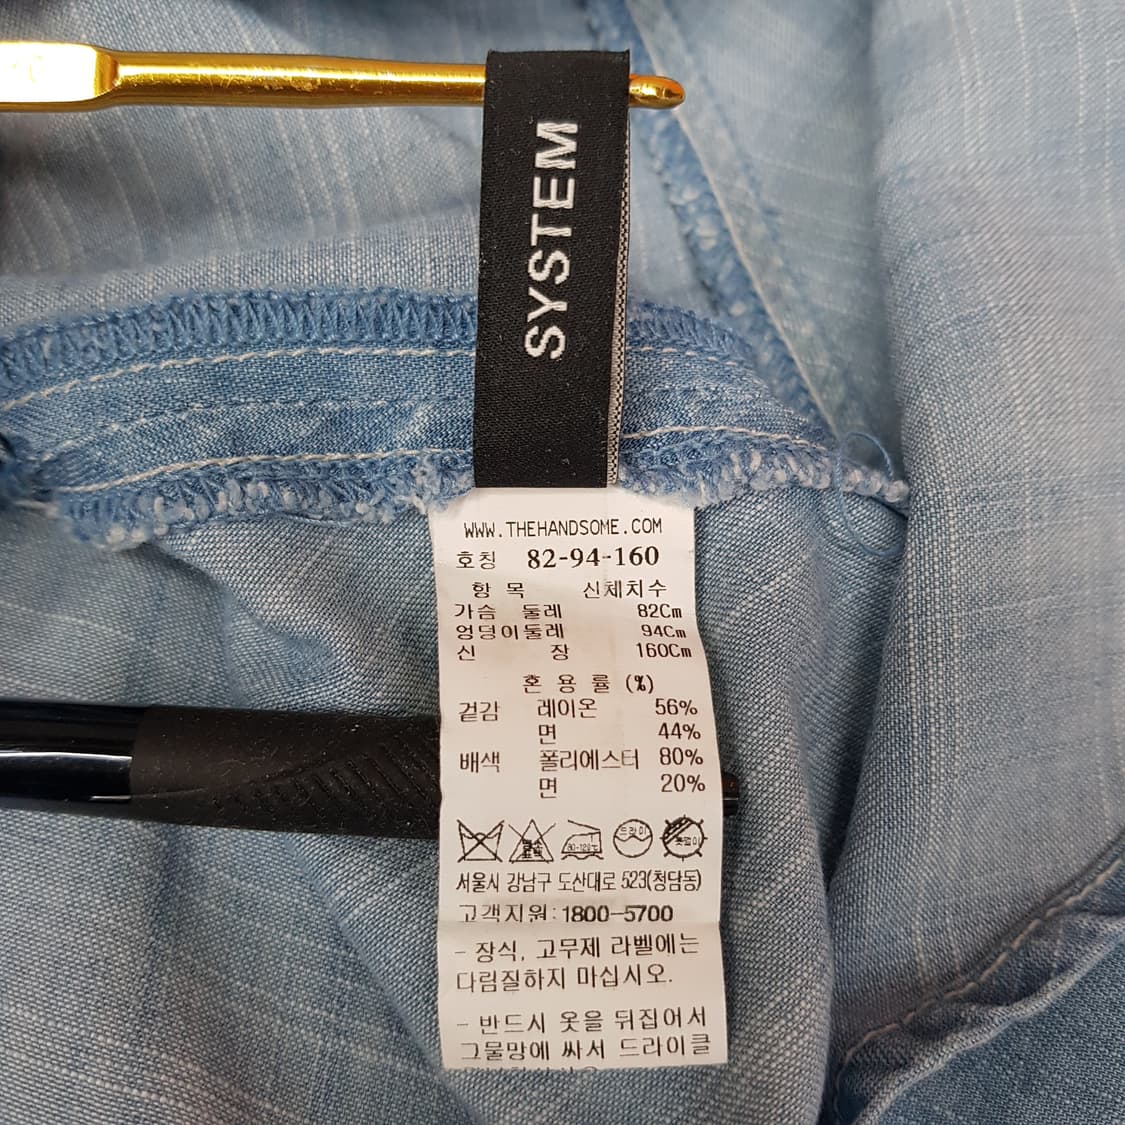 SYSTEM
WWW.THEHANDSOME.COM
호칭 82-94-160
항 목 신체치수
가슴 둘레 82Cm
엉덩이둘레 94Cm
신 장 160Cm
혼 용 률 (%)
겉감 레이온 56%
면 44%
배색 폴리에스터 80%
면 20%
80-120℃ 드라이
서울시 강남구 도산대로 523(청담동)
고객지원:1800-5700
- 장식, 고무제 라벨에는
다림질하지 마십시오.
- 반드시 옷을 뒤집어서
그물망에 싸서 드라이클